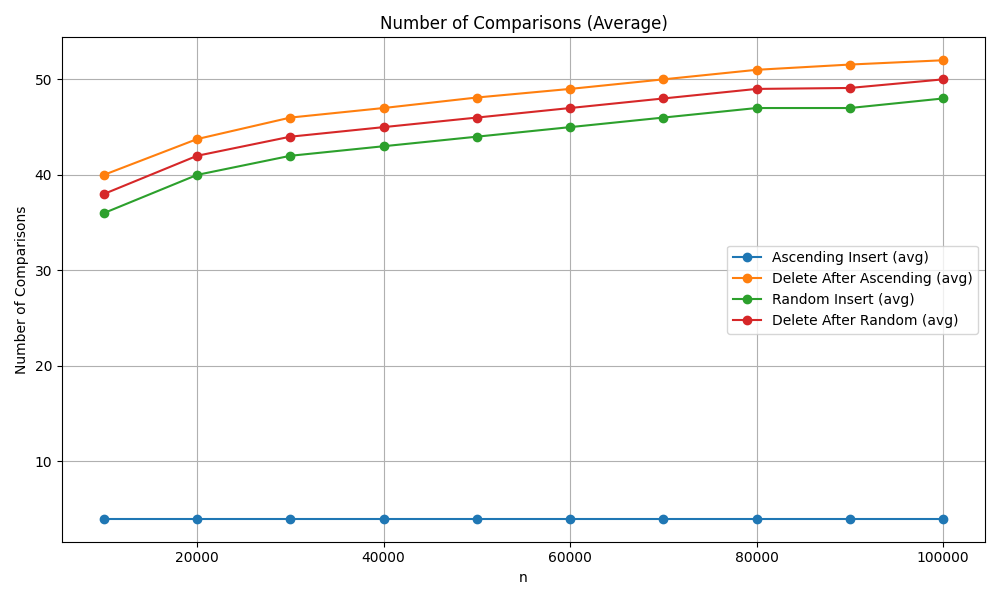 Number of Comparisons (Average)
Number of Comparisons
50
40
30
20
10
Ascending Insert (avg)
Delete After Ascending (avg)
Random Insert (avg)
Delete After Random (avg)
20000
40000
60000
80000
100000
n